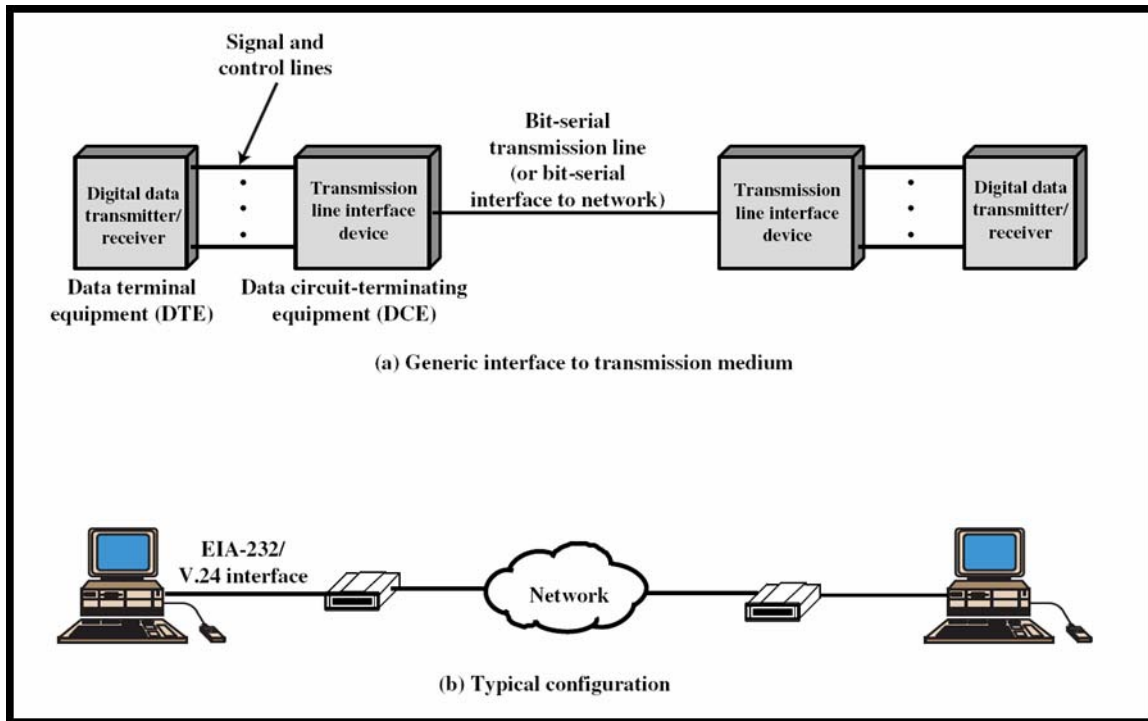 Signal and
control lines
Bit-serial
transmission line
(or bit-serial
interface to network)
Digital data
transmitter/
receiver
Transmission
line interface
device
Transmission
line interface
device
Digital data
transmitter/
receiver
Data terminal
equipment (DTE)
Data circuit-terminating
equipment (DCE)
(a) Generic interface to transmission medium
EIA-232/
V.24 interface
Network
(b) Typical configuration